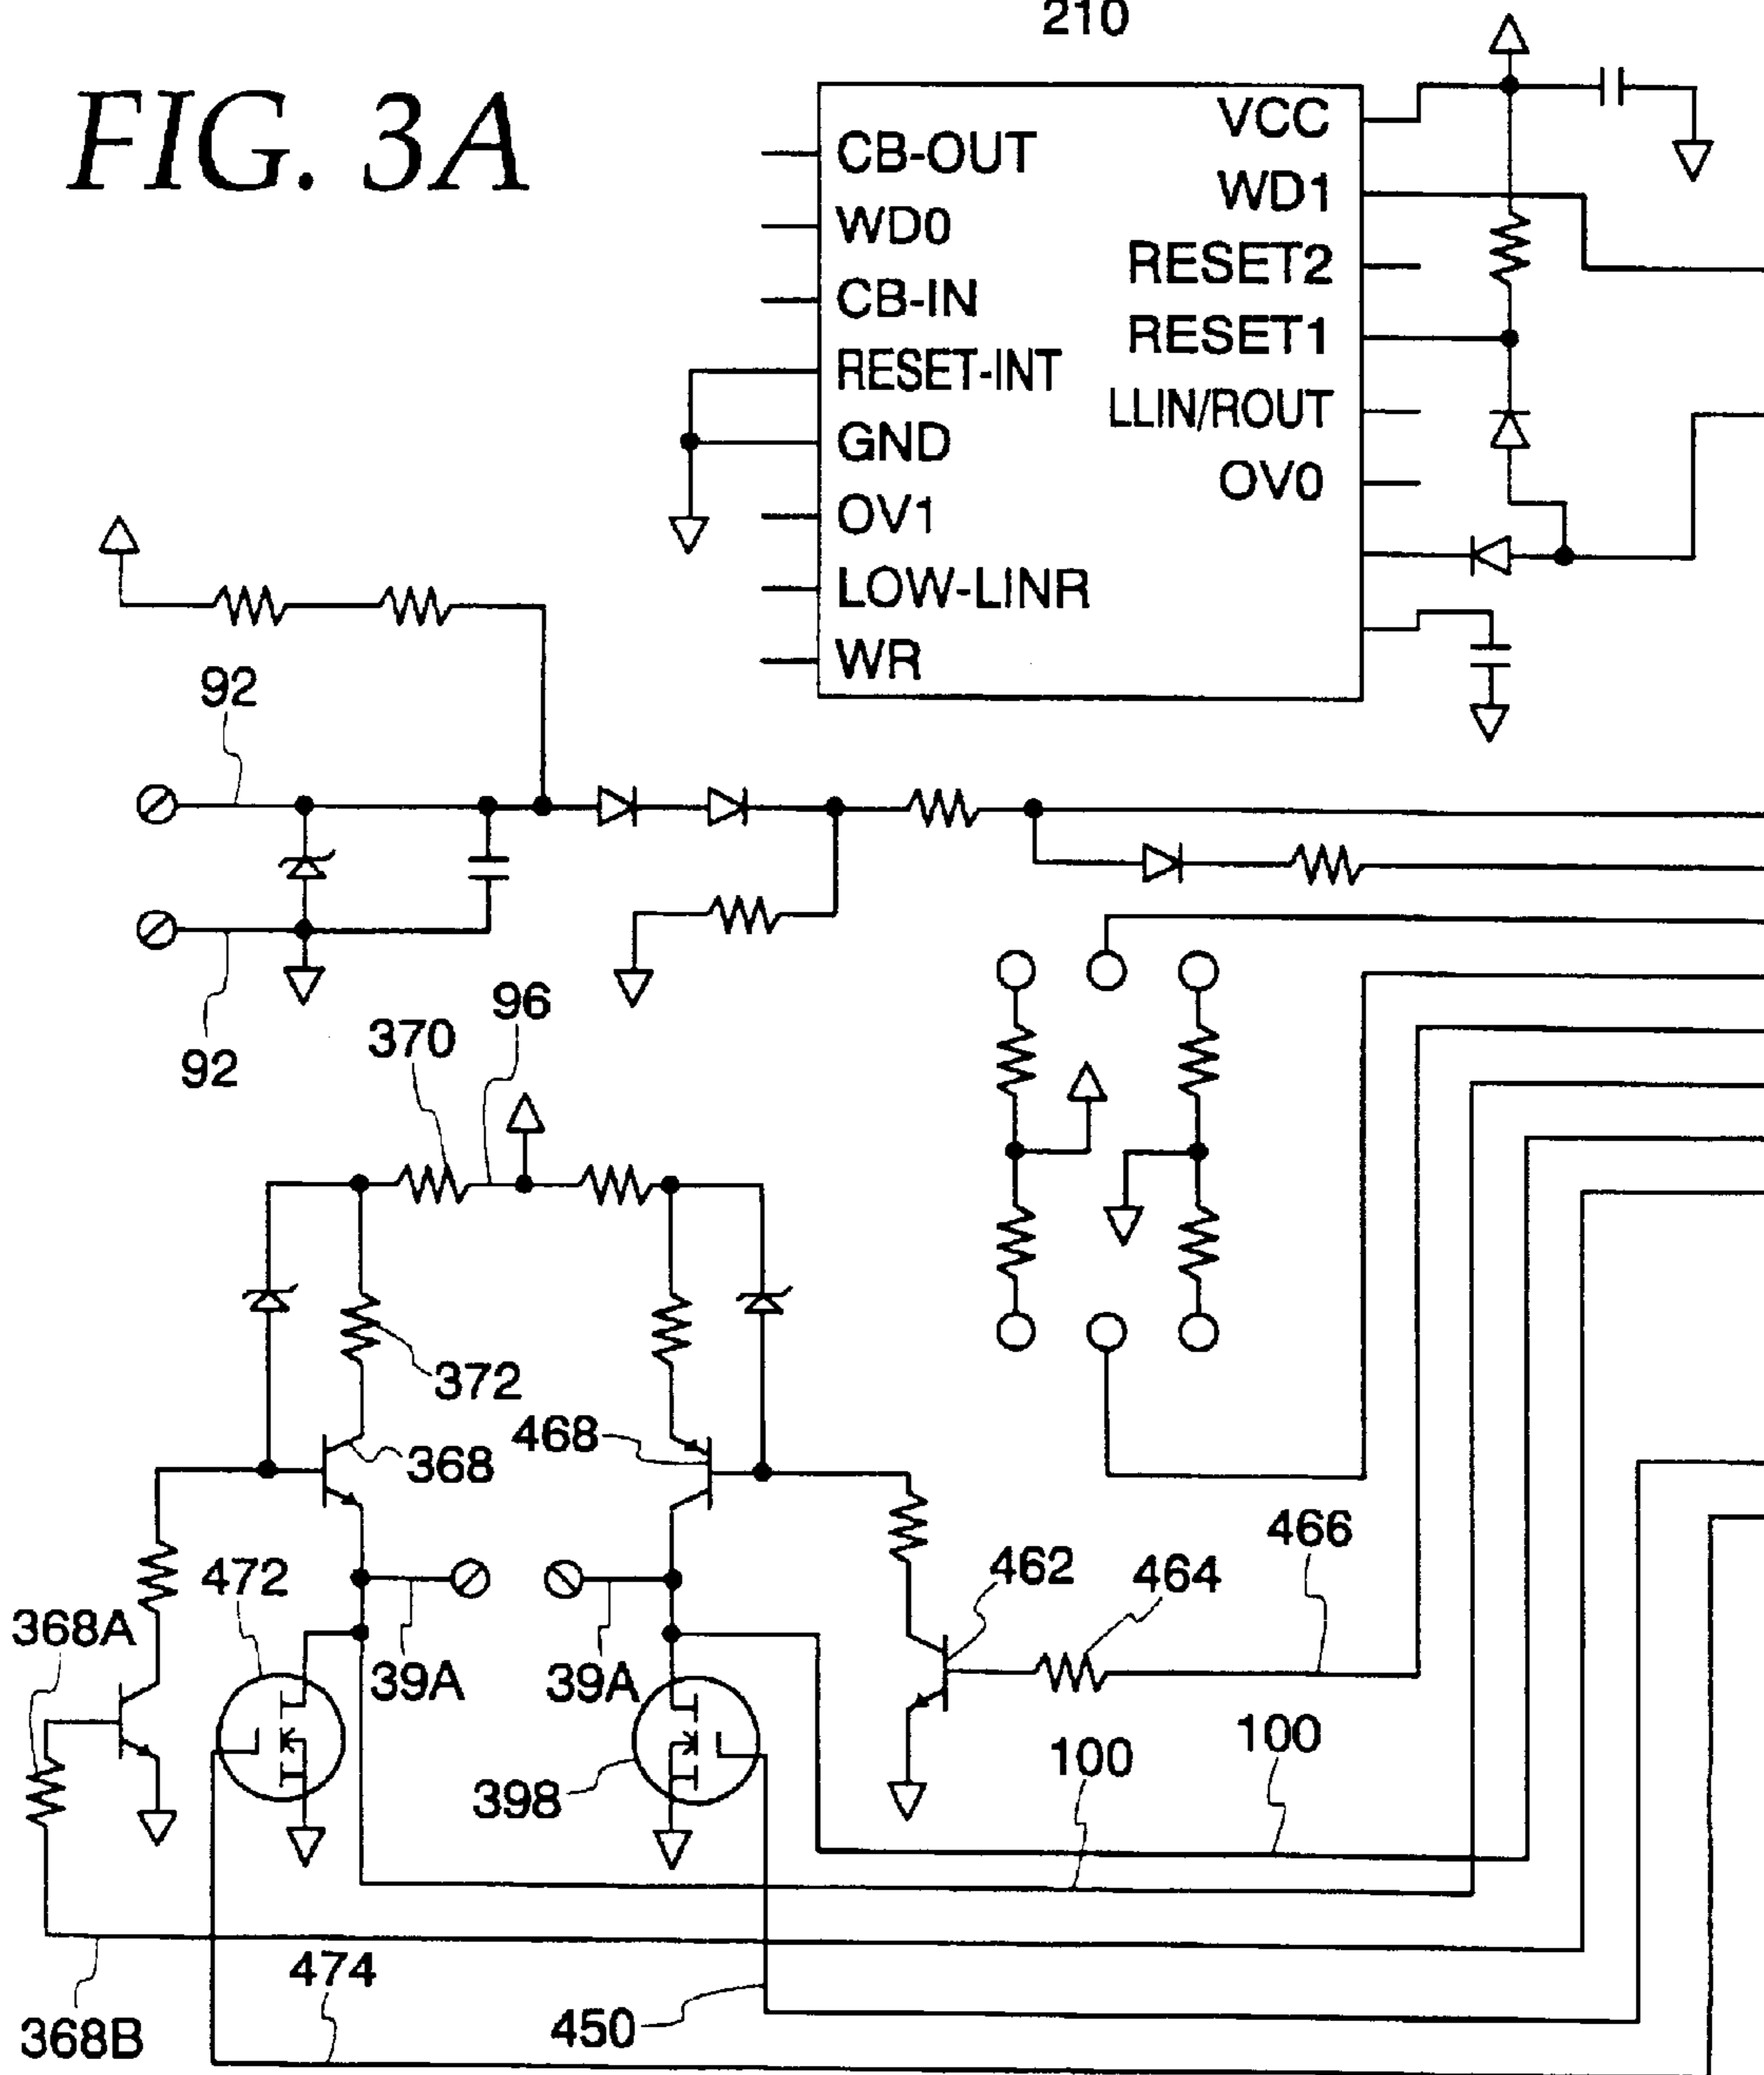 210
FIG. 3A
VCC
CB-OUT
WD1
WD0
RESET2
CB-IN
RESET1
RESET-INT
LLIN/ROUT
GND
OV0
OV1
LOW-LINR
WR
92
92
96
370
372
468
368
466
462
464
472
368A
39A
39A
100
100
398
474
450
368B